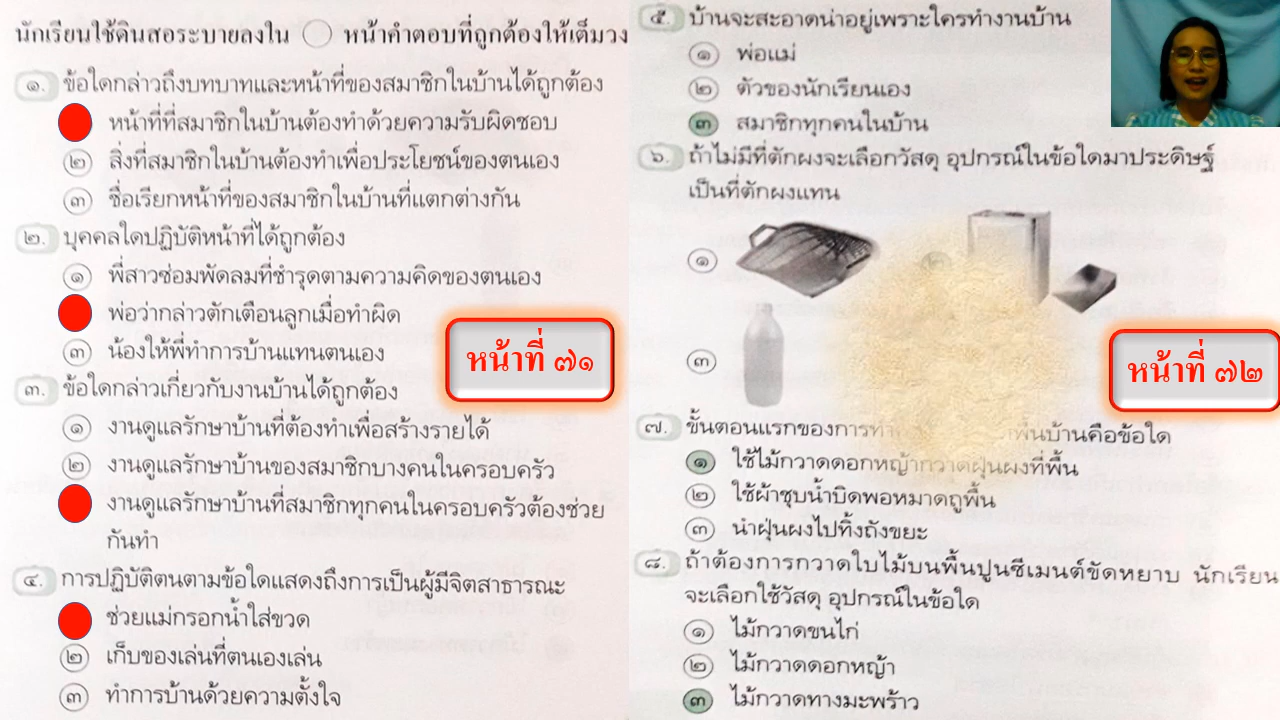 นักเรียนใช้ดินสอระบายลงใน ◯ หน้าคำตอบที่ถูกต้องให้เต็มวง
๑. ข้อใดกล่าวถึงบทบาทและหน้าที่ของสมาชิกในบ้านได้ถูกต้อง
หน้าที่ที่สมาชิกในบ้านต้องทำด้วยความรับผิดชอบ
๒ สิ่งที่สมาชิกในบ้านต้องทำเพื่อประโยชน์ของตนเอง
๓ ชื่อเรียกหน้าที่ของสมาชิกในบ้านที่แตกต่างกัน
๒. บุคคลใดปฏิบัติหน้าที่ได้ถูกต้อง
๑ พี่สาวซ่อมพัดลมที่ชำรุดตามความคิดของตนเอง
พ่อว่ากล่าวตักเตือนลูกเมื่อทำผิด
๓ น้องให้พี่ทำการบ้านแทนตนเอง
หน้าที่ ๗๑
๓. ข้อใดกล่าวเกี่ยวกับงานบ้านได้ถูกต้อง
๑ งานดูแลรักษาบ้านที่ต้องทำเพื่อสร้างรายได้
๒ งานดูแลรักษาบ้านของสมาชิกบางคนในครอบครัว
งานดูแลรักษาบ้านที่สมาชิกทุกคนในครอบครัวต้องช่วย
กันทำ
๔. การปฏิบัติตนตามข้อใดแสดงถึงการเป็นผู้มีจิตสาธารณะ
ช่วยแม่กรอกน้ำใส่ขวด
๒ เก็บของเล่นที่ตนเองเล่น
๓ ทำการบ้านด้วยความตั้งใจ
๕. บ้านจะสะอาดน่าอยู่เพราะใครทำงานบ้าน
๑ พ่อแม่
๒ ตัวของนักเรียนเอง
๓ สมาชิกทุกคนในบ้าน
๖. ถ้าไม่มีที่ตักผงจะเลือกวัสดุ อุปกรณ์ในข้อใดมาประดิษฐ์
เป็นที่ตักผงแทน
๑
๓
หน้าที่ ๗๒
๗. ขั้นตอนแรกของการทำ พื้นบ้านคือข้อใด
๑ ใช้ไม้กวาดดอกหญ้ากวาดฝุ่นผงที่พื้น
๒ ใช้ผ้าชุบน้ำบิดพอหมาดถูพื้น
๓ นำฝุ่นผงไปทิ้งถังขยะ
๘. ถ้าต้องการกวาดใบไม้บนพื้นปูนซีเมนต์ขัดหยาบ นักเรียน
จะเลือกใช้วัสดุ อุปกรณ์ในข้อใด
๑ ไม้กวาดขนไก่
๒ ไม้กวาดดอกหญ้า
๓ ไม้กวาดทางมะพร้าว